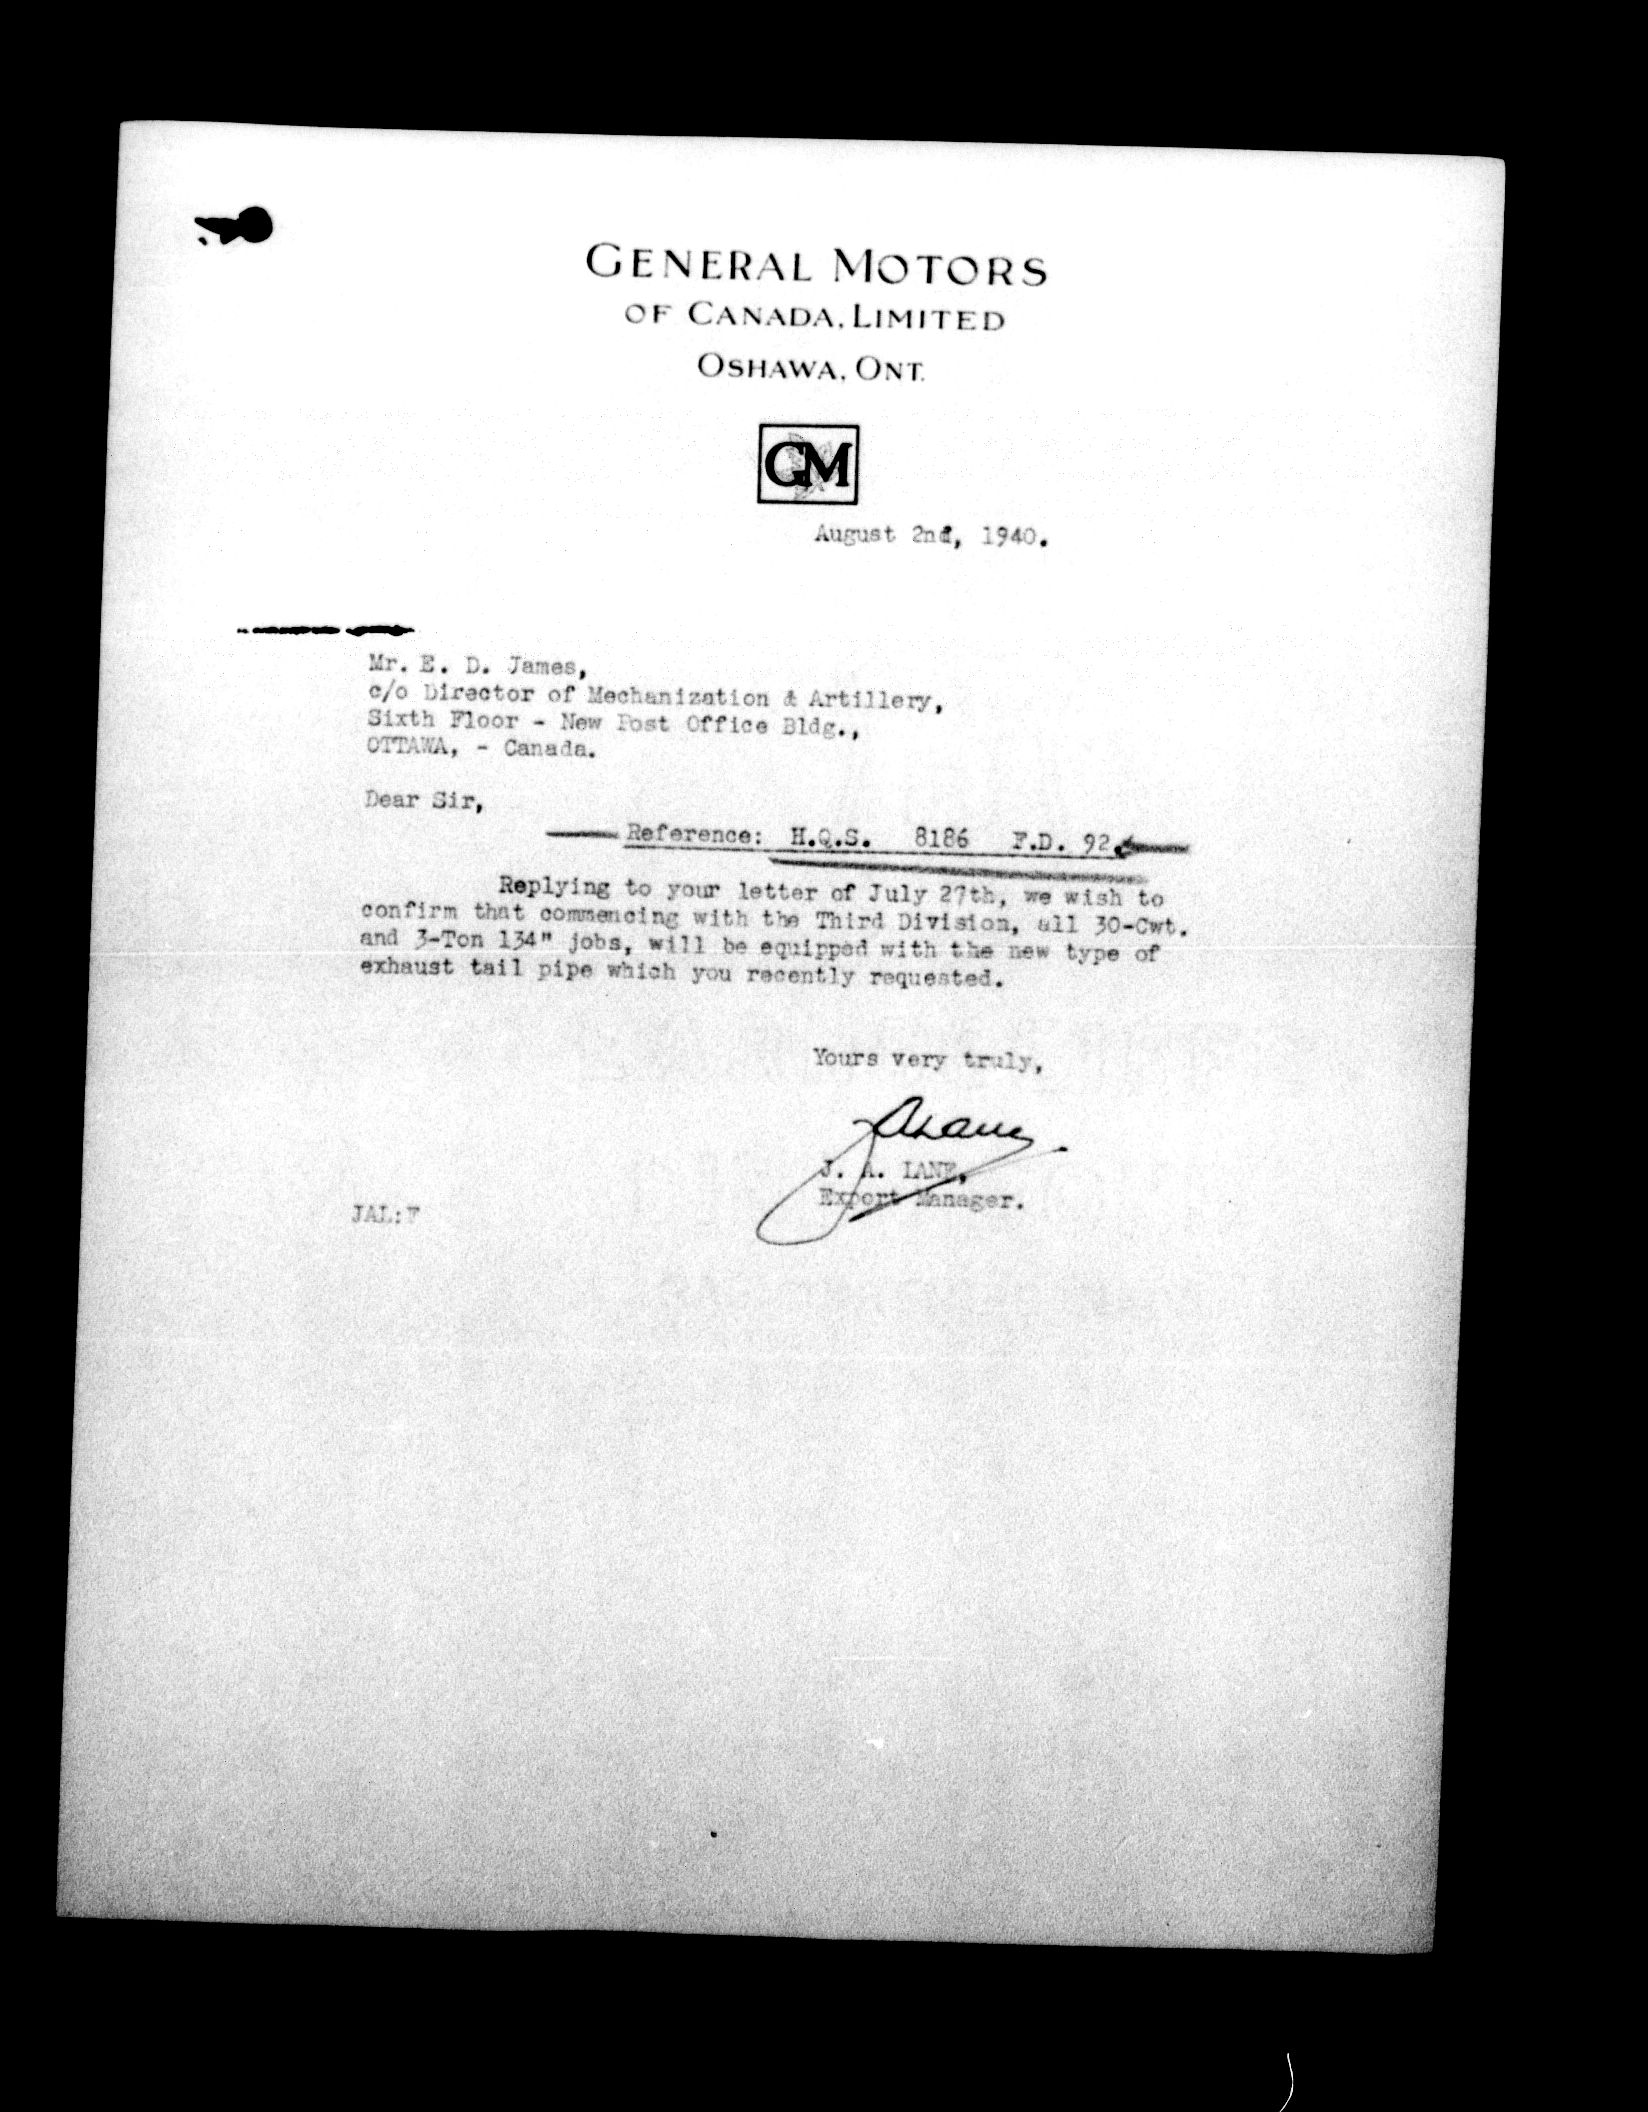 GENERAL MOTORS
OF CANADA, LIMITED
OSHAWA, ONT.
GM
August 2nd, 1940.
Mr. E. D. James,
c/o Director of Mechanization & Artillery,
Sixth Floor - New Post Office Bldg.,
OTTAWA, - Canada.
Dear Sir,
Reference: H.Q.S. 8186 F.D. 92.
Replying to your letter of July 27th, we wish to
confirm that commencing with the Third Division, all 30-Cwt.
and 3-Ton 134" jobs, will be equipped with the new type of
exhaust tail pipe which you recently requested.
Yours very truly,
JALane
J. A. LANE,
Export Manager.
JAL:F